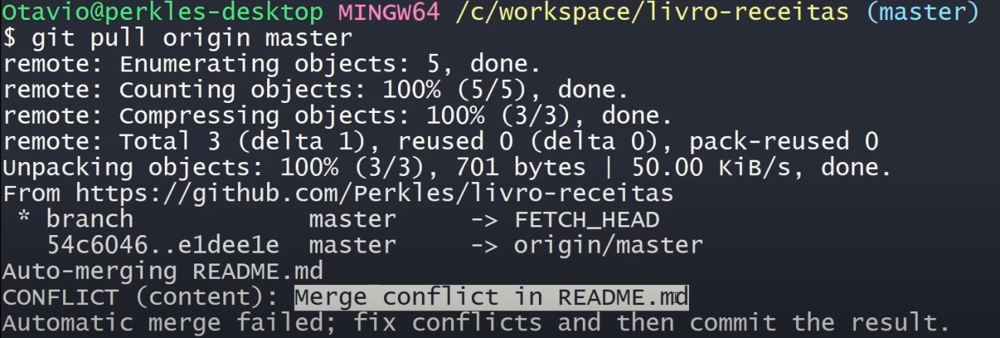 Otavio@perkles-desktop MINGW64 /c/workspace/livro-receitas (master)
$ git pull origin master
remote: Enumerating objects: 5, done.
remote: Counting objects: 100% (5/5), done.
remote: Compressing objects: 100% (3/3), done.
remote: Total 3 (delta 1), reused 0 (delta 0), pack-reused 0
Unpacking objects: 100% (3/3), 701 bytes | 50.00 KiB/s, done.
From https://github.com/Perkles/livro-receitas
 * branch            master     -> FETCH_HEAD
   54c6046..e1dee1e  master     -> origin/master
Auto-merging README.md
CONFLICT (content): Merge conflict in README.md
Automatic merge failed; fix conflicts and then commit the result.